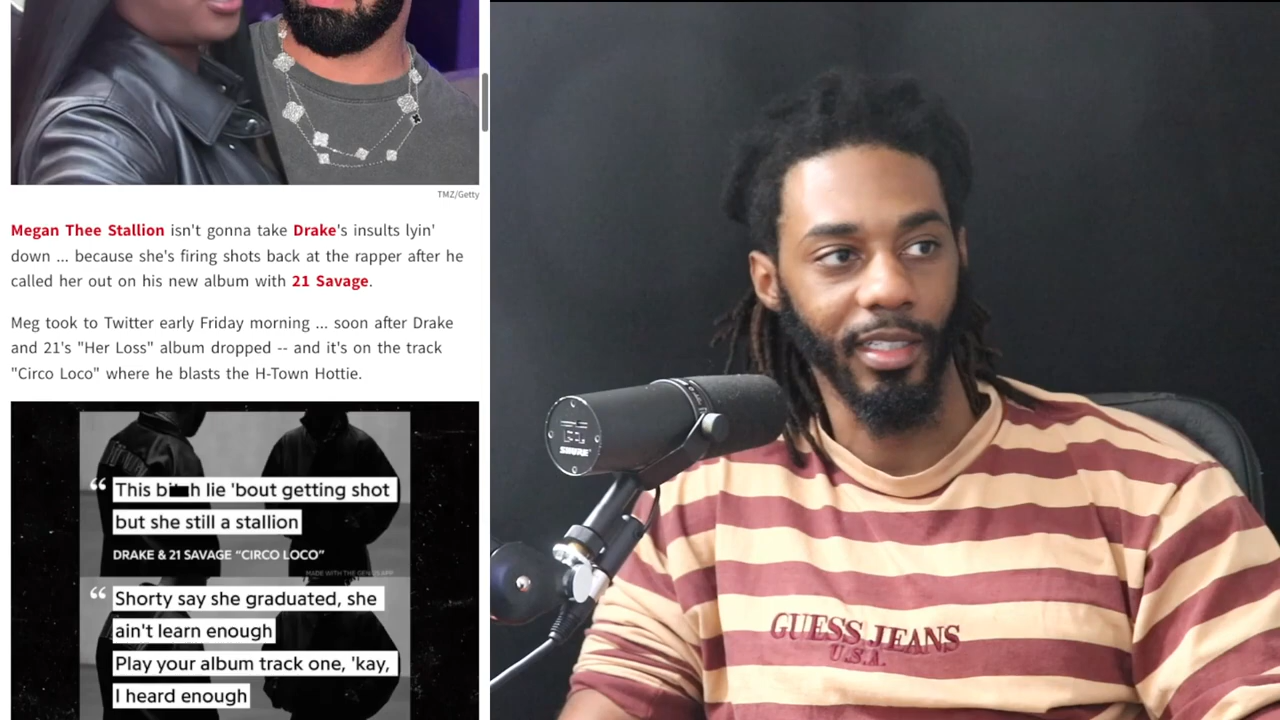 TMZ/Getty
Megan Thee Stallion isn't gonna take Drake's insults lyin'
down ... because she's firing shots back at the rapper after he
called her out on his new album with 21 Savage.
Meg took to Twitter early Friday morning ... soon after Drake
and 21's "Her Loss" album dropped -- and it's on the track
"Circo Loco" where he blasts the H-Town Hottie.
“ This bi h lie 'bout getting shot
but she still a stallion
DRAKE & 21 SAVAGE “CIRCO LOCO”
MADE WITH THE GENIUS APP
“ Shorty say she graduated, she
ain't learn enough
Play your album track one, 'kay,
I heard enough
SHURE
GUESS JEANS
U.S.A.